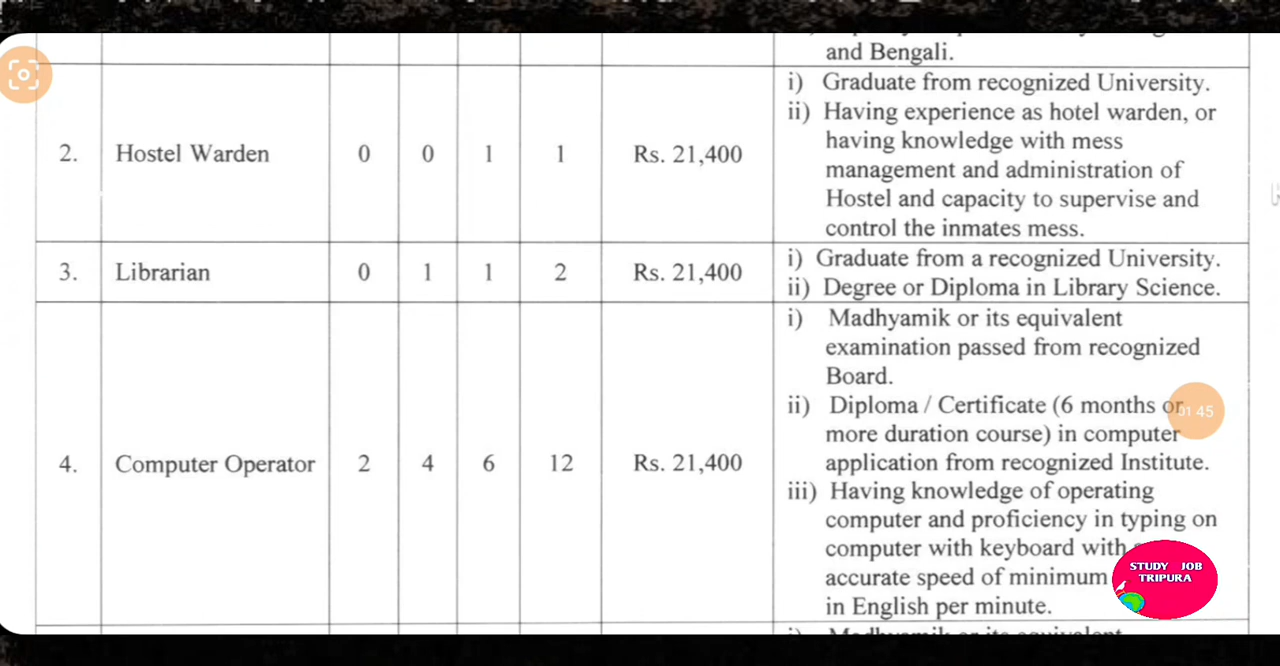 and Bengali.
2. Hostel Warden 0 0 1 1 Rs. 21,400
i) Graduate from recognized University.
ii) Having experience as hotel warden, or
having knowledge with mess
management and administration of
Hostel and capacity to supervise and
control the inmates mess.
3. Librarian 0 1 1 2 Rs. 21,400
i) Graduate from a recognized University.
ii) Degree or Diploma in Library Science.
4. Computer Operator 2 4 6 12 Rs. 21,400
i) Madhyamik or its equivalent
examination passed from recognized
Board.
ii) Diploma / Certificate (6 months or
more duration course) in computer
application from recognized Institute.
iii) Having knowledge of operating
computer and proficiency in typing on
computer with keyboard with
accurate speed of minimum
in English per minute.
i) Madhyamik or its equivalent
01:45
STUDY JOB
TRIPURA